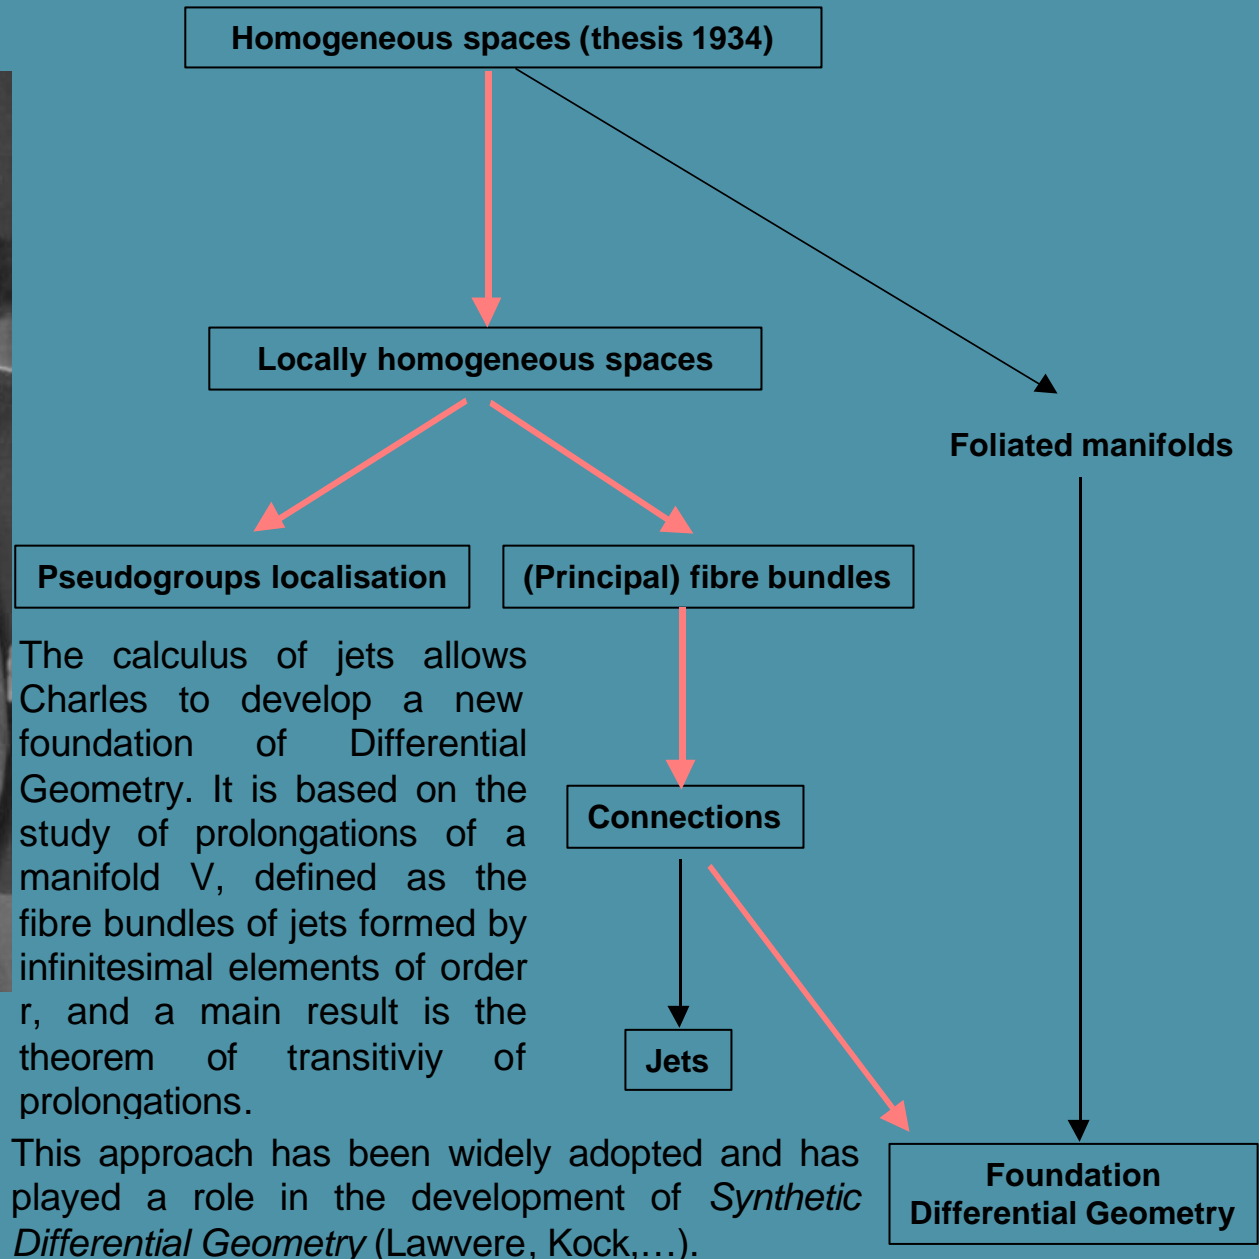 Homogeneous spaces (thesis 1934)
Locally homogeneous spaces
Foliated manifolds
Pseudogroups localisation
(Principal) fibre bundles
The calculus of jets allows
Charles to develop a new
foundation of Differential
Geometry. It is based on the
study of prolongations of a
manifold V, defined as the
fibre bundles of jets formed by
infinitesimal elements of order
r, and a main result is the
theorem of transitiviy of
prolongations.
Connections
Jets
This approach has been widely adopted and has
played a role in the development of Synthetic
Differential Geometry (Lawvere, Kock,…).
Foundation
Differential Geometry